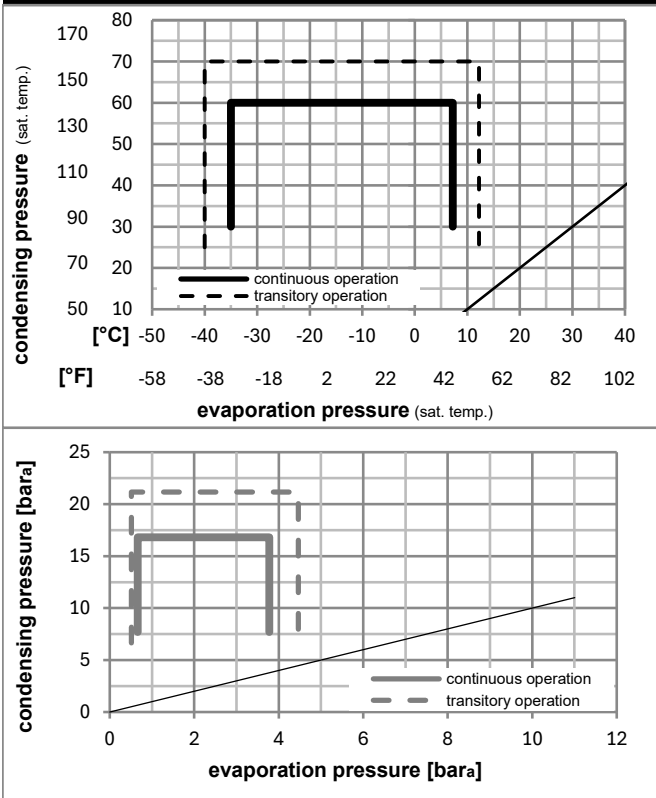 condensing pressure (sat. temp.)
170 80
150 70
60
130 50
110 40
90 30
70 20
50 10
continuous operation
transitory operation
[°C] -50 -40 -30 -20 -10 0 10 20 30 40
[°F] -58 -38 -18 2 22 42 62 82 102
evaporation pressure (sat. temp.)
condensing pressure [bara]
25
20
15
10
5
0
continuous operation
transitory operation
0 2 4 6 8 10 12
evaporation pressure [bara]